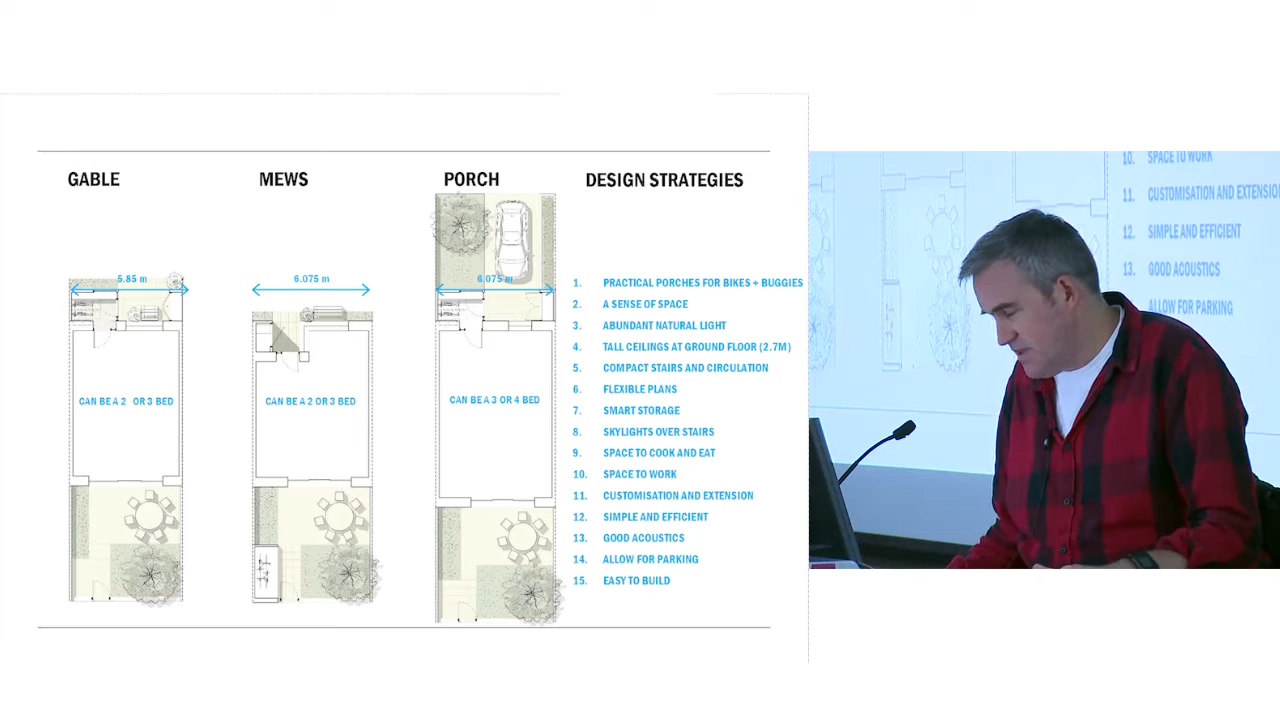 GABLE
5.85 m
CAN BE A 2 OR 3 BED
MEWS
6.075 m
CAN BE A 2 OR 3 BED
PORCH
6.075 m
CAN BE A 3 OR 4 BED
DESIGN STRATEGIES
1. PRACTICAL PORCHES FOR BIKES + BUGGIES
2. A SENSE OF SPACE
3. ABUNDANT NATURAL LIGHT
4. TALL CEILINGS AT GROUND FLOOR (2.7M)
5. COMPACT STAIRS AND CIRCULATION
6. FLEXIBLE PLANS
7. SMART STORAGE
8. SKYLIGHTS OVER STAIRS
9. SPACE TO COOK AND EAT
10. SPACE TO WORK
11. CUSTOMISATION AND EXTENSION
12. SIMPLE AND EFFICIENT
13. GOOD ACOUSTICS
14. ALLOW FOR PARKING
15. EASY TO BUILD
10. SPACE TO WORK
11. CUSTOMISATION AND EXTENSIO
12. SIMPLE AND EFFICIENT
13. GOOD ACOUSTICS
ALLOW FOR PARKING